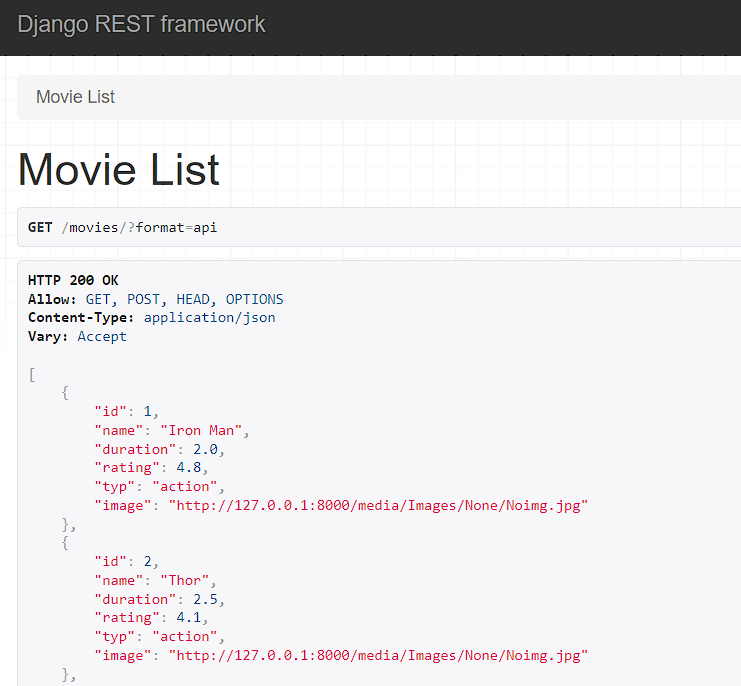 Django REST framework
Movie List
Movie List
GET /movies/?format=api
HTTP 200 OK
Allow: GET, POST, HEAD, OPTIONS
Content-Type: application/json
Vary: Accept
[
    {
        "id": 1,
        "name": "Iron Man",
        "duration": 2.0,
        "rating": 4.8,
        "typ": "action",
        "image": "http://127.0.0.1:8000/media/Images/None/Noimg.jpg"
    },
    {
        "id": 2,
        "name": "Thor",
        "duration": 2.5,
        "rating": 4.1,
        "typ": "action",
        "image": "http://127.0.0.1:8000/media/Images/None/Noimg.jpg"
    },